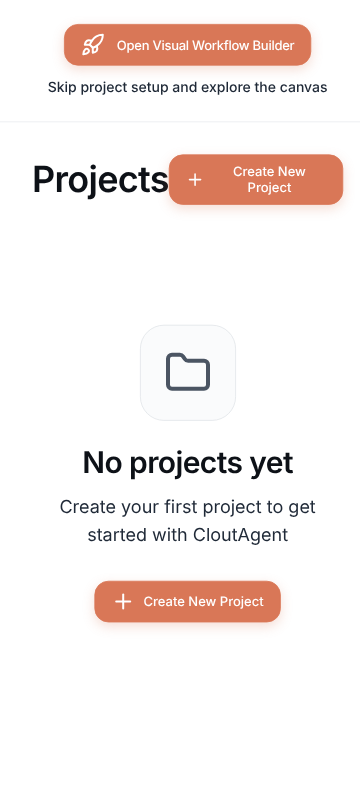 Open Visual Workflow Builder
Skip project setup and explore the canvas
Projects
Create New
Project
No projects yet
Create your first project to get
started with CloutAgent
Create New Project